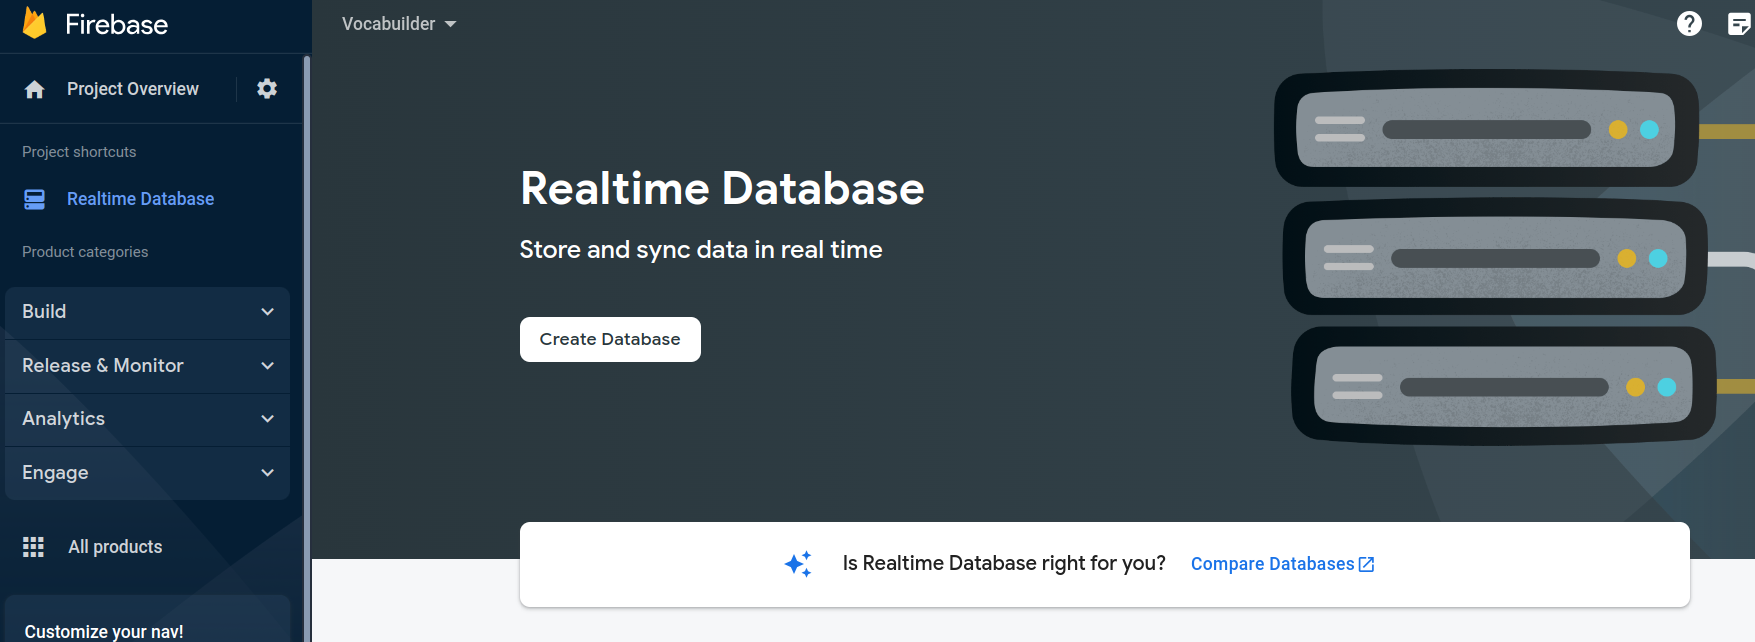 Firebase
Vocabuilder
Project Overview
Project shortcuts
Realtime Database
Product categories
Build
Release & Monitor
Analytics
Engage
All products
Customize your nav!
Realtime Database
Store and sync data in real time
Create Database
Is Realtime Database right for you? Compare Databases